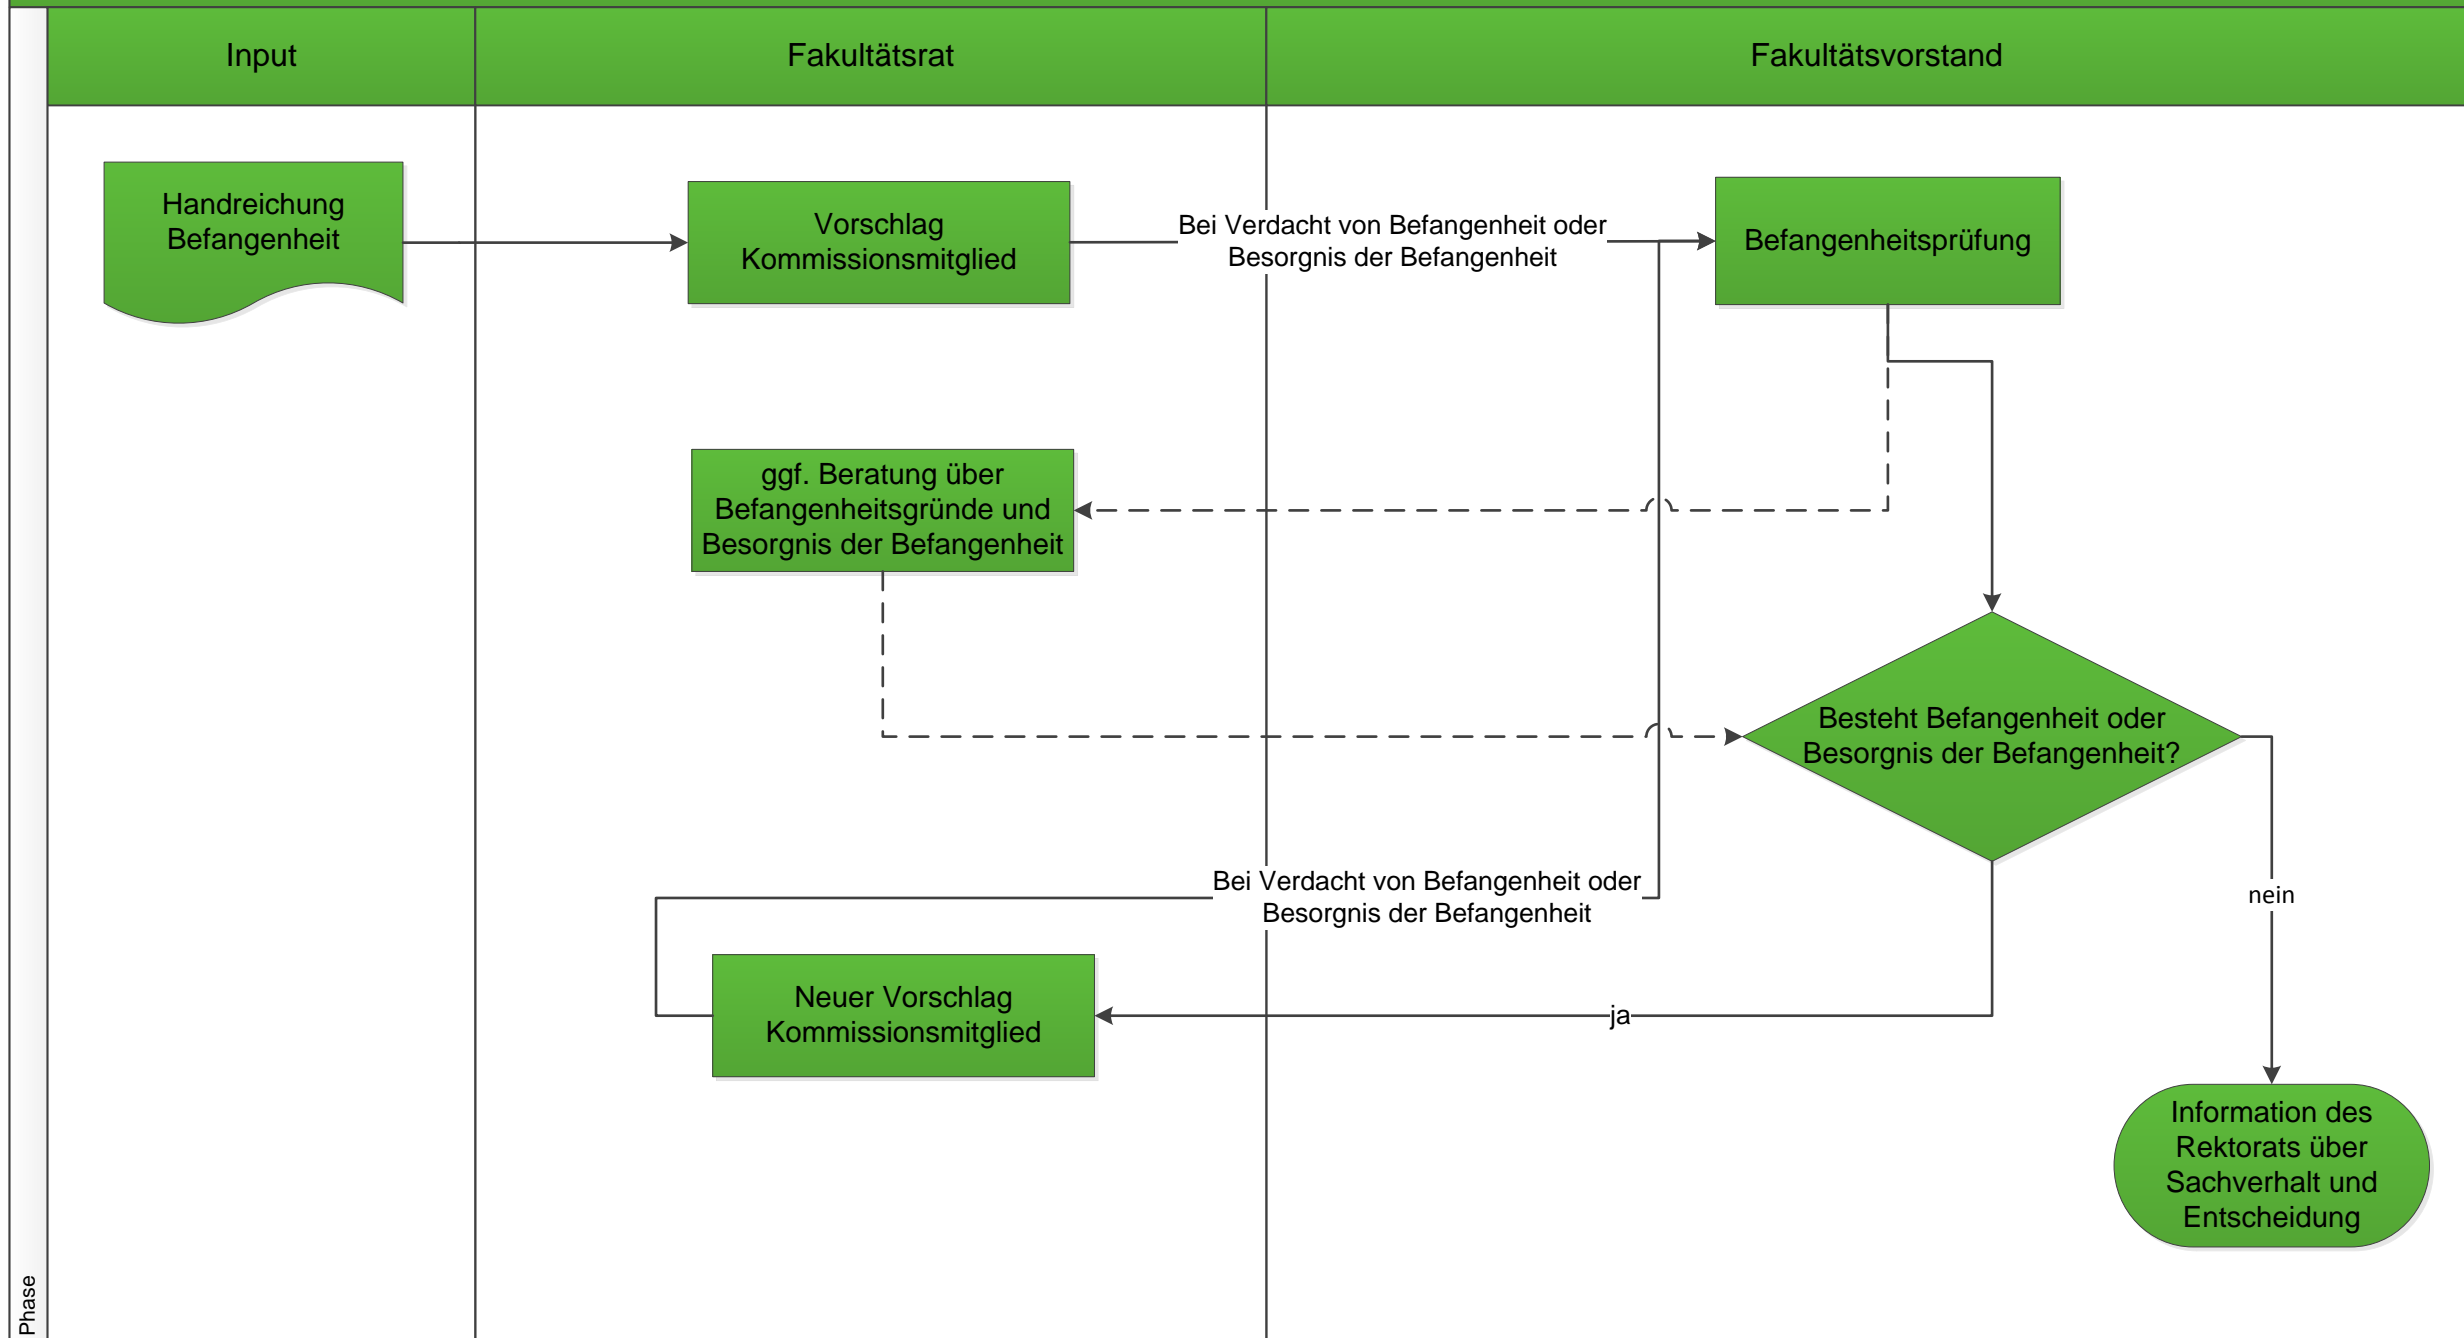 Input
Fakultätsrat
Fakultätsvorstand
Handreichung
Befangenheit
Vorschlag
Kommissionsmitglied
Bei Verdacht von Befangenheit oder
Besorgnis der Befangenheit
Befangenheitsprüfung
ggf. Beratung über
Befangenheitsgründe und
Besorgnis der Befangenheit
Besteht Befangenheit oder
Besorgnis der Befangenheit?
Bei Verdacht von Befangenheit oder
Besorgnis der Befangenheit
nein
Neuer Vorschlag
Kommissionsmitglied
ja
Information des
Rektorats über
Sachverhalt und
Entscheidung
Phase